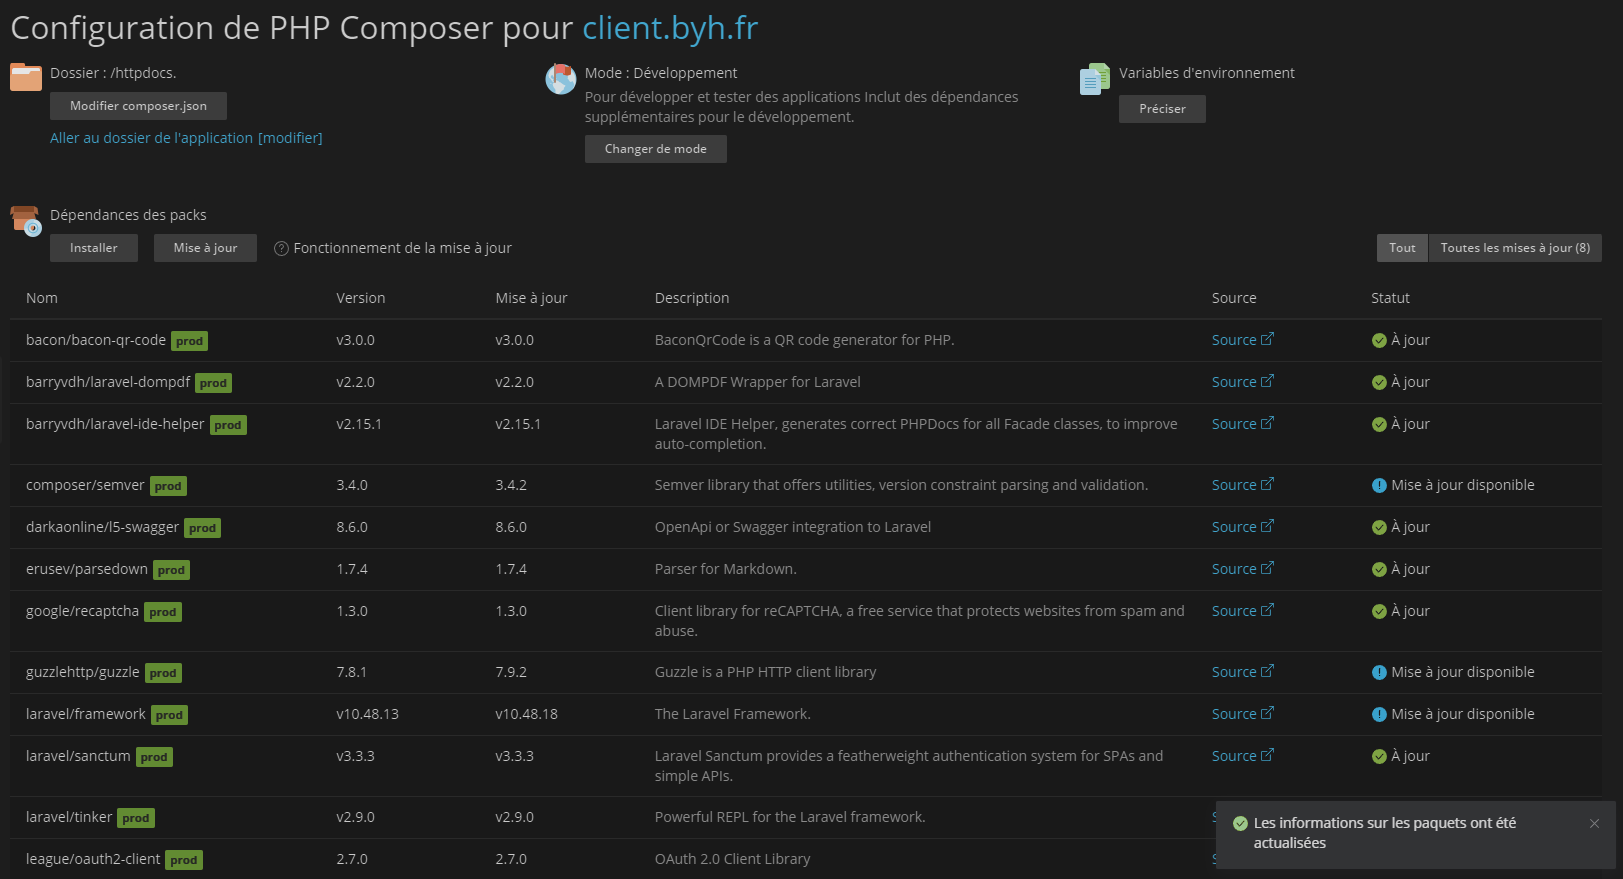 Configuration de PHP Composer pour client.byh.fr
Dossier : /httpdocs.
Modifier composer.json
Aller au dossier de l'application [modifier]
Mode : Développement
Pour développer et tester des applications Inclut des dépendances
supplémentaires pour le développement.
Changer de mode
Variables d'environnement
Préciser
Dépendances des packs
Installer Mise à jour ? Fonctionnement de la mise à jour Tout Toutes les mises à jour (8)
Nom Version Mise à jour Description Source Statut
bacon/bacon-qr-code prod v3.0.0 v3.0.0 BaconQrCode is a QR code generator for PHP. Source À jour
barryvdh/laravel-dompdf prod v2.2.0 v2.2.0 A DOMPDF Wrapper for Laravel Source À jour
barryvdh/laravel-ide-helper prod v2.15.1 v2.15.1 Laravel IDE Helper, generates correct PHPDocs for all Facade classes, to improve Source À jour
auto-completion.
composer/semver prod 3.4.0 3.4.2 Semver library that offers utilities, version constraint parsing and validation. Source Mise à jour disponible
darkaonline/l5-swagger prod 8.6.0 8.6.0 OpenApi or Swagger integration to Laravel Source À jour
erusev/parsedown prod 1.7.4 1.7.4 Parser for Markdown. Source À jour
google/recaptcha prod 1.3.0 1.3.0 Client library for reCAPTCHA, a free service that protects websites from spam and Source À jour
abuse.
guzzlehttp/guzzle prod 7.8.1 7.9.2 Guzzle is a PHP HTTP client library Source Mise à jour disponible
laravel/framework prod v10.48.13 v10.48.18 The Laravel Framework. Source Mise à jour disponible
laravel/sanctum prod v3.3.3 v3.3.3 Laravel Sanctum provides a featherweight authentication system for SPAs and Source À jour
simple APIs.
laravel/tinker prod v2.9.0 v2.9.0 Powerful REPL for the Laravel framework.
league/oauth2-client prod 2.7.0 2.7.0 OAuth 2.0 Client Library
Les informations sur les paquets ont été
actualisées